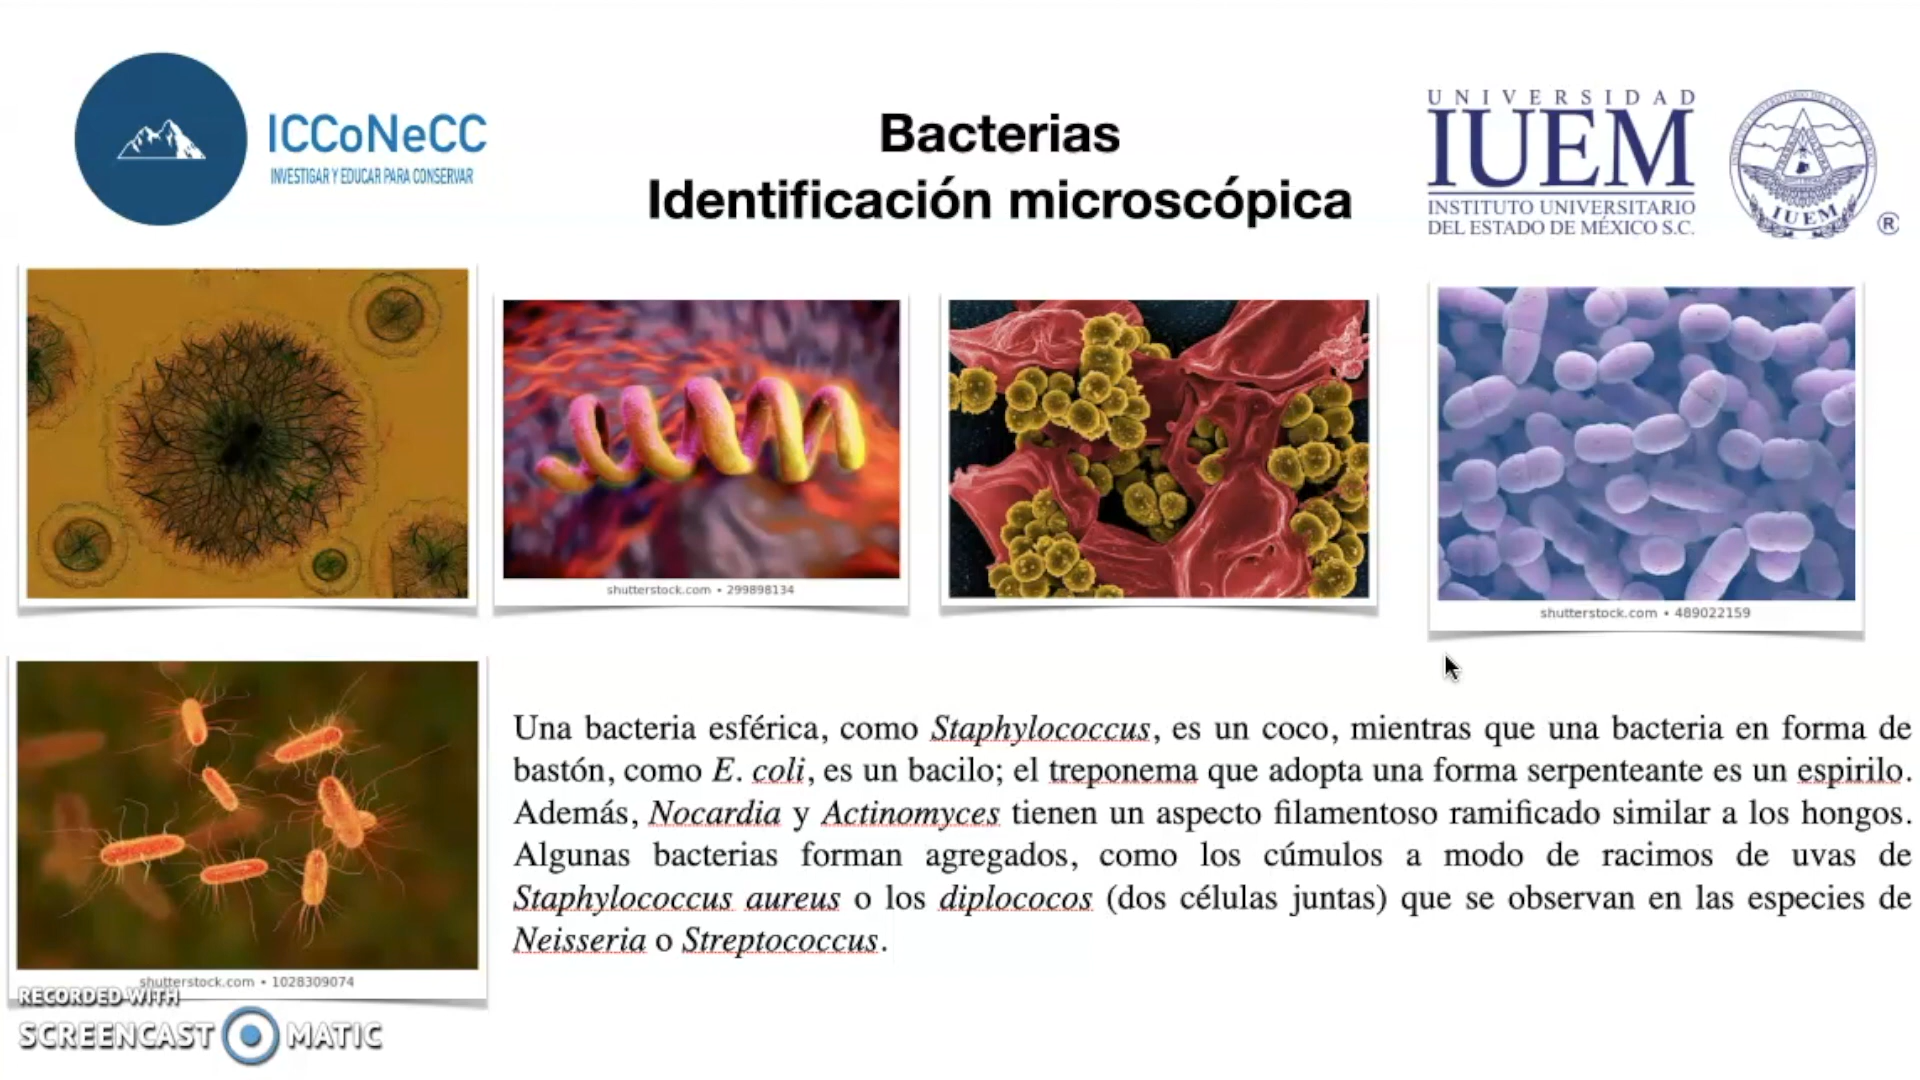 ICCoNeCC
INVESTIGAR Y EDUCAR PARA CONSERVAR
Bacterias
Identificación microscópica
UNIVERSIDAD
IUEM
INSTITUTO UNIVERSITARIO
DEL ESTADO DE MÉXICO S.C.
IUEM
®
shutterstock.com • 299898134
shutterstock.com • 489022159
Una bacteria esférica, como Staphylococcus, es un coco, mientras que una bacteria en forma de
bastón, como E. coli, es un bacilo; el treponema que adopta una forma serpenteante es un espirilo.
Además, Nocardia y Actinomyces tienen un aspecto filamentoso ramificado similar a los hongos.
Algunas bacterias forman agregados, como los cúmulos a modo de racimos de uvas de
Staphylococcus aureus o los diplococos (dos células juntas) que se observan en las especies de
Neisseria o Streptococcus.
shutterstock.com • 1028309074
RECORDED WITH
SCREENCAST MATIC